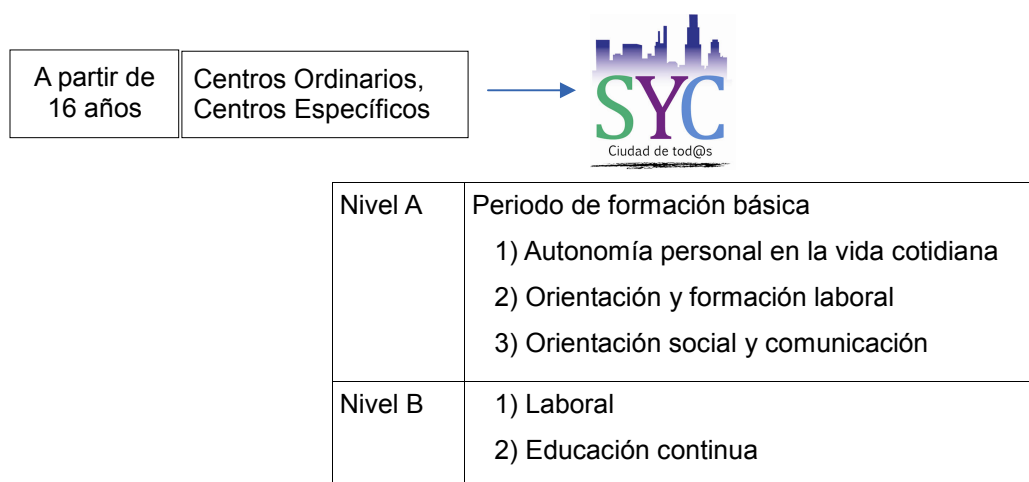 A partir de
16 años
Centros Ordinarios,
Centros Específicos
SYC
Ciudad de tod@s
Nivel A
Periodo de formación básica
1) Autonomía personal en la vida cotidiana
2) Orientación y formación laboral
3) Orientación social y comunicación
Nivel B
1) Laboral
2) Educación continua